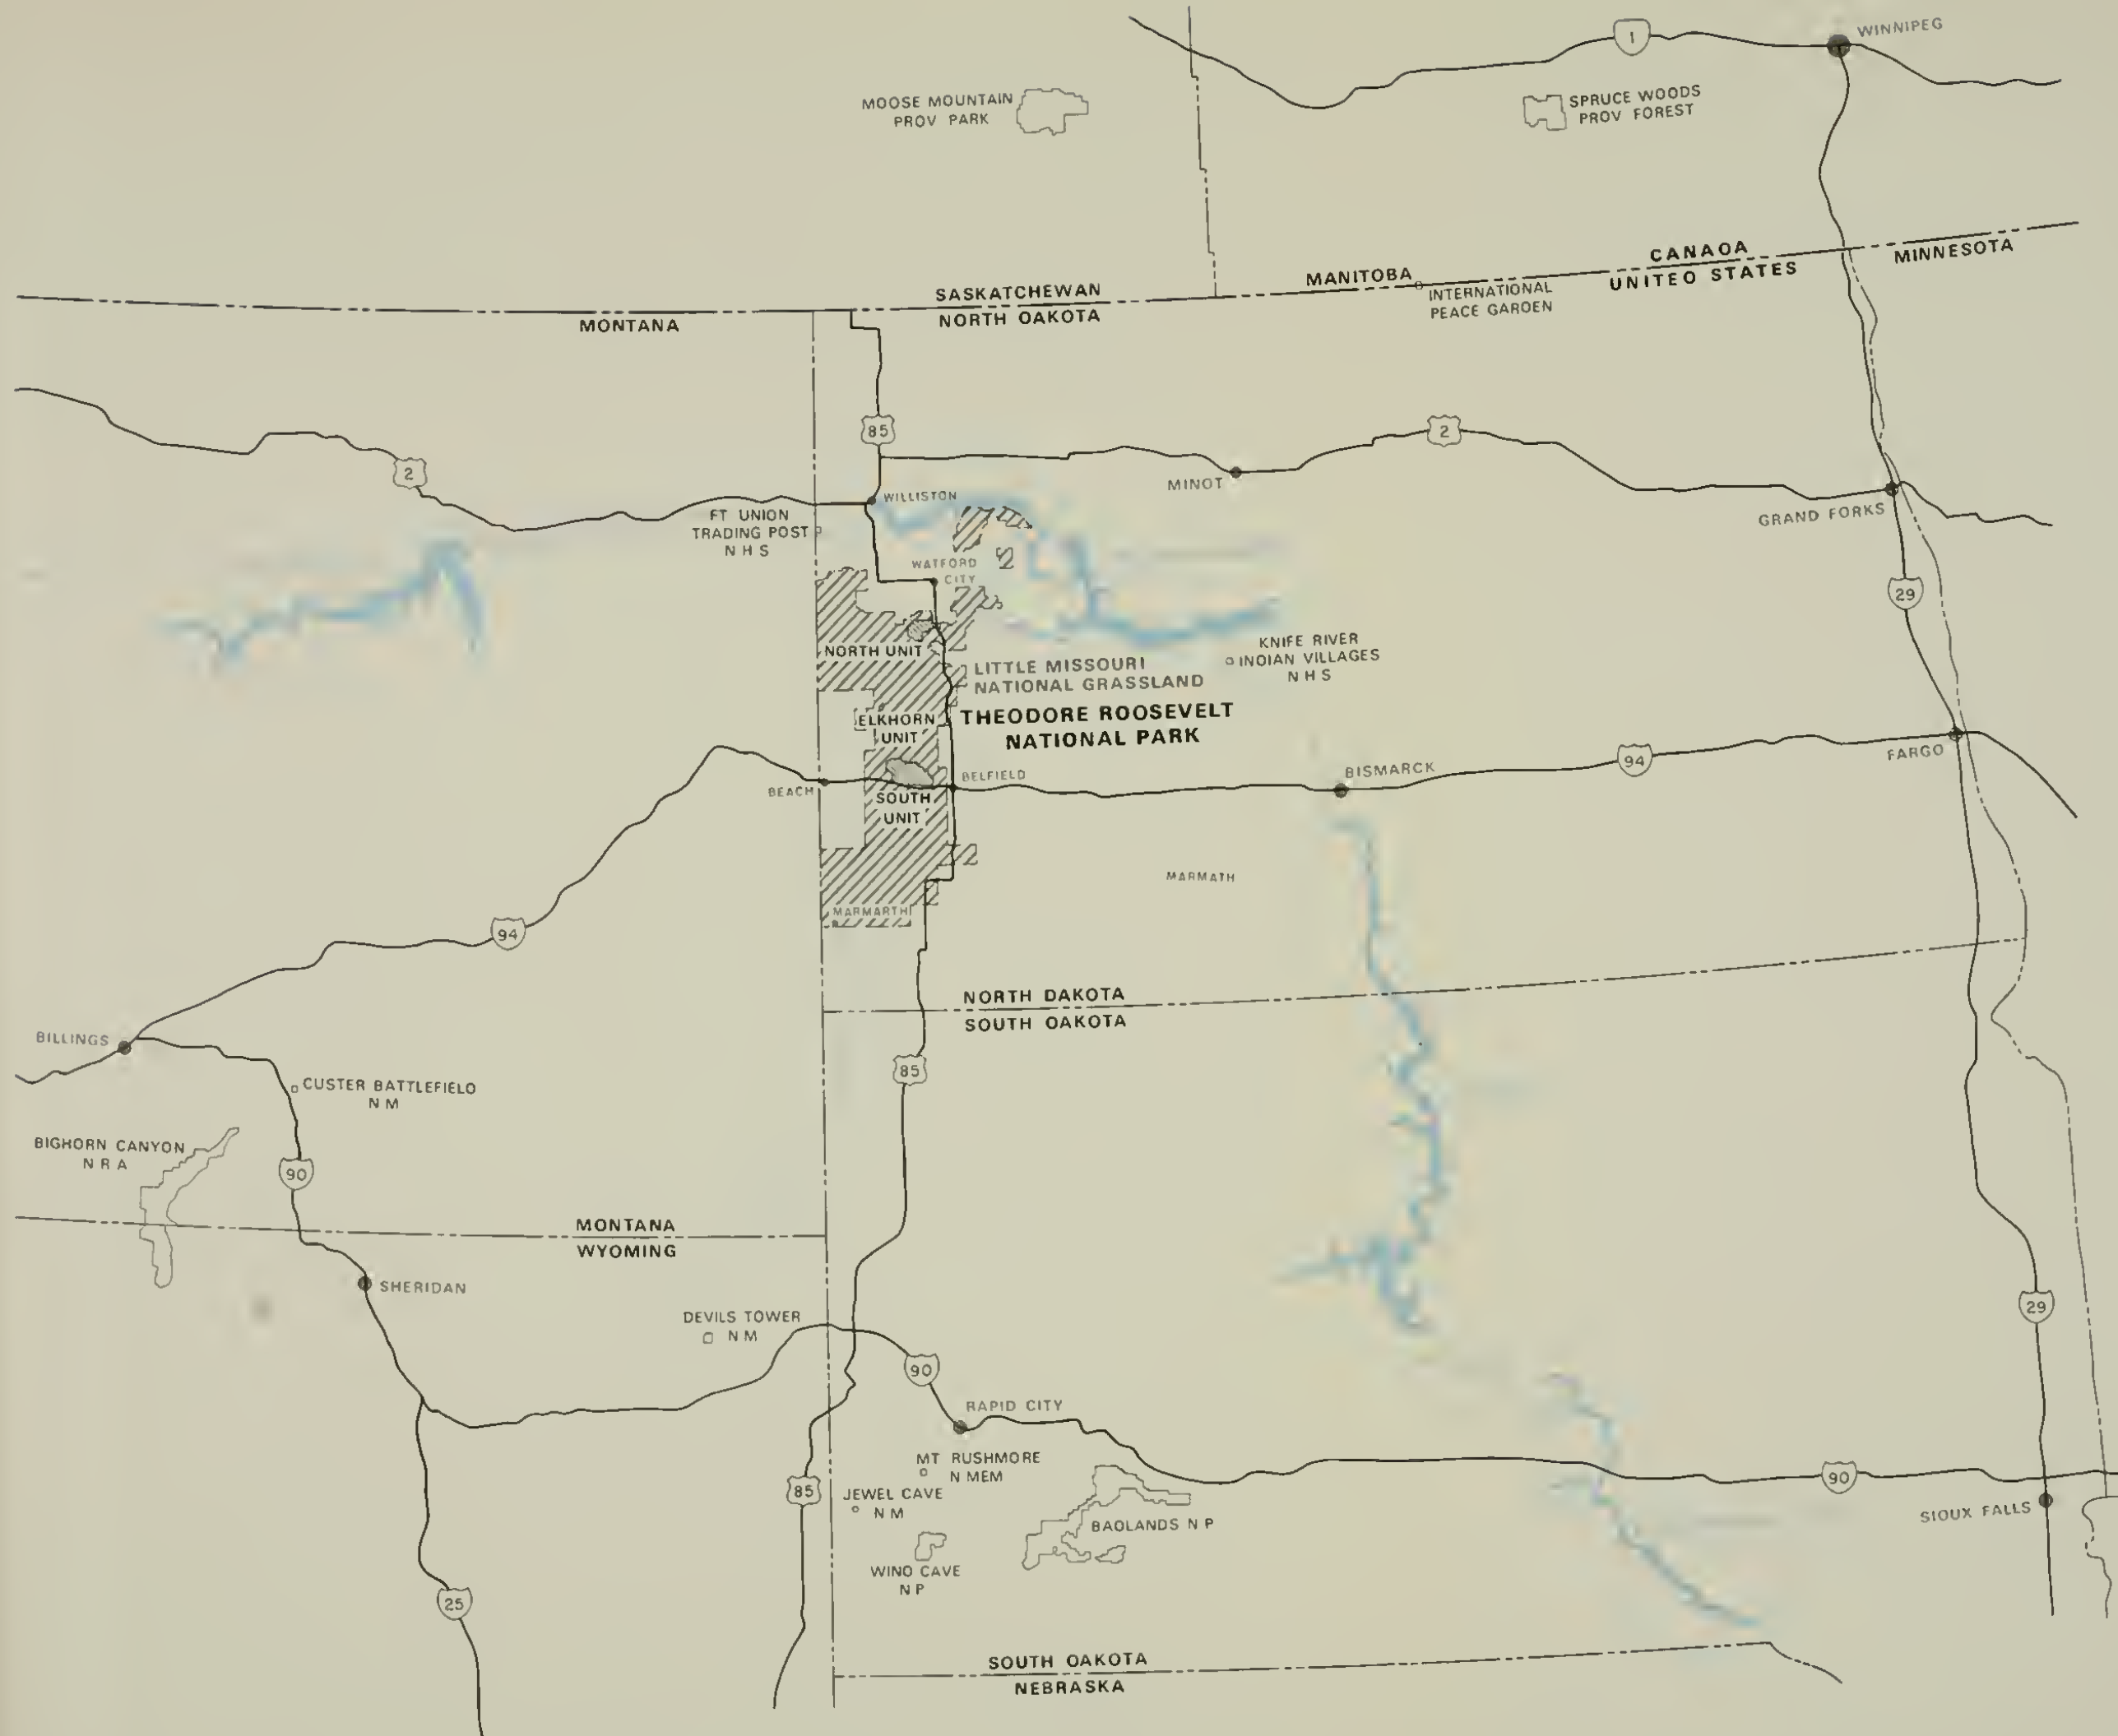 WINNIPEG
1
MOOSE MOUNTAIN
PROV PARK
SPRUCE WOODS
PROV FOREST
CANAOA
UNITED STATES
MINNESOTA
MANITOBA
INTERNATIONAL
PEACE GARDEN
SASKATCHEWAN
NORTH OAKOTA
MONTANA
85
2
2
MINOT
GRAND FORKS
WILLISTON
FT UNION
TRADING POST
N H S
WATFORD
CITY
29
NORTH UNIT
KNIFE RIVER
INDIAN VILLAGES
N H S
LITTLE MISSOURI
NATIONAL GRASSLAND
THEODORE ROOSEVELT
NATIONAL PARK
ELKHORN
UNIT
FARGO
94
BISMARCK
BELFIELD
BEACH
SOUTH
UNIT
MARMATH
MARMARTH
94
NORTH DAKOTA
SOUTH OAKOTA
BILLINGS
85
CUSTER BATTLEFIELD
N M
BIGHORN CANYON
N R A
90
MONTANA
WYOMING
SHERIDAN
29
DEVILS TOWER
N M
90
RAPID CITY
MT RUSHMORE
N MEM
90
85
JEWEL CAVE
N M
SIOUX FALLS
BAOLANDS N P
WINO CAVE
N P
25
SOUTH OAKOTA
NEBRASKA